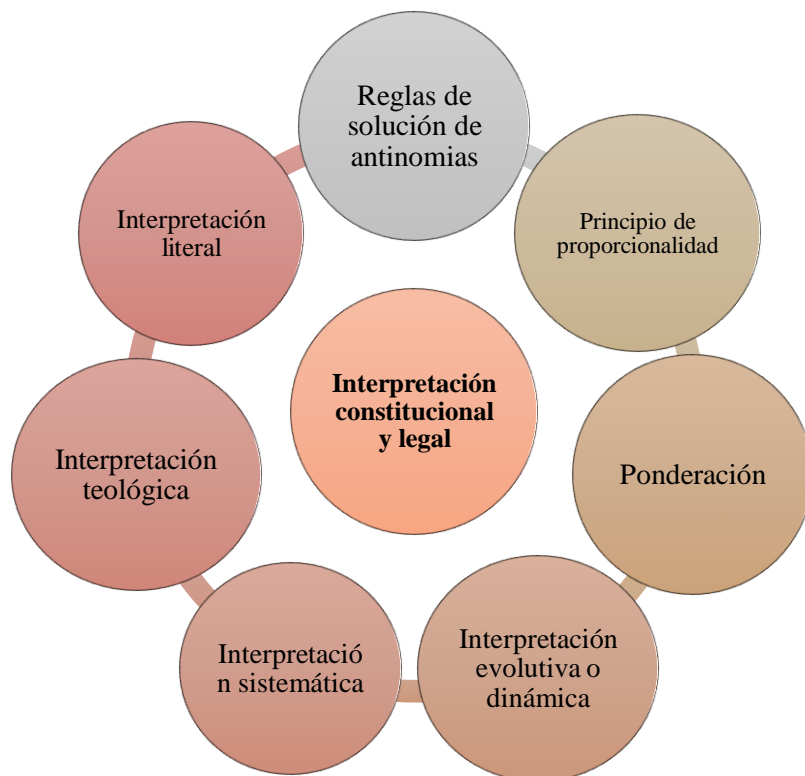 Reglas de
solución de
antinomias
Principio de
proporcionalidad
Ponderación
Interpretación
evolutiva o
dinámica
Interpretació
n sistemática
Interpretación
teológica
Interpretación
literal
Interpretación
constitucional
y legal